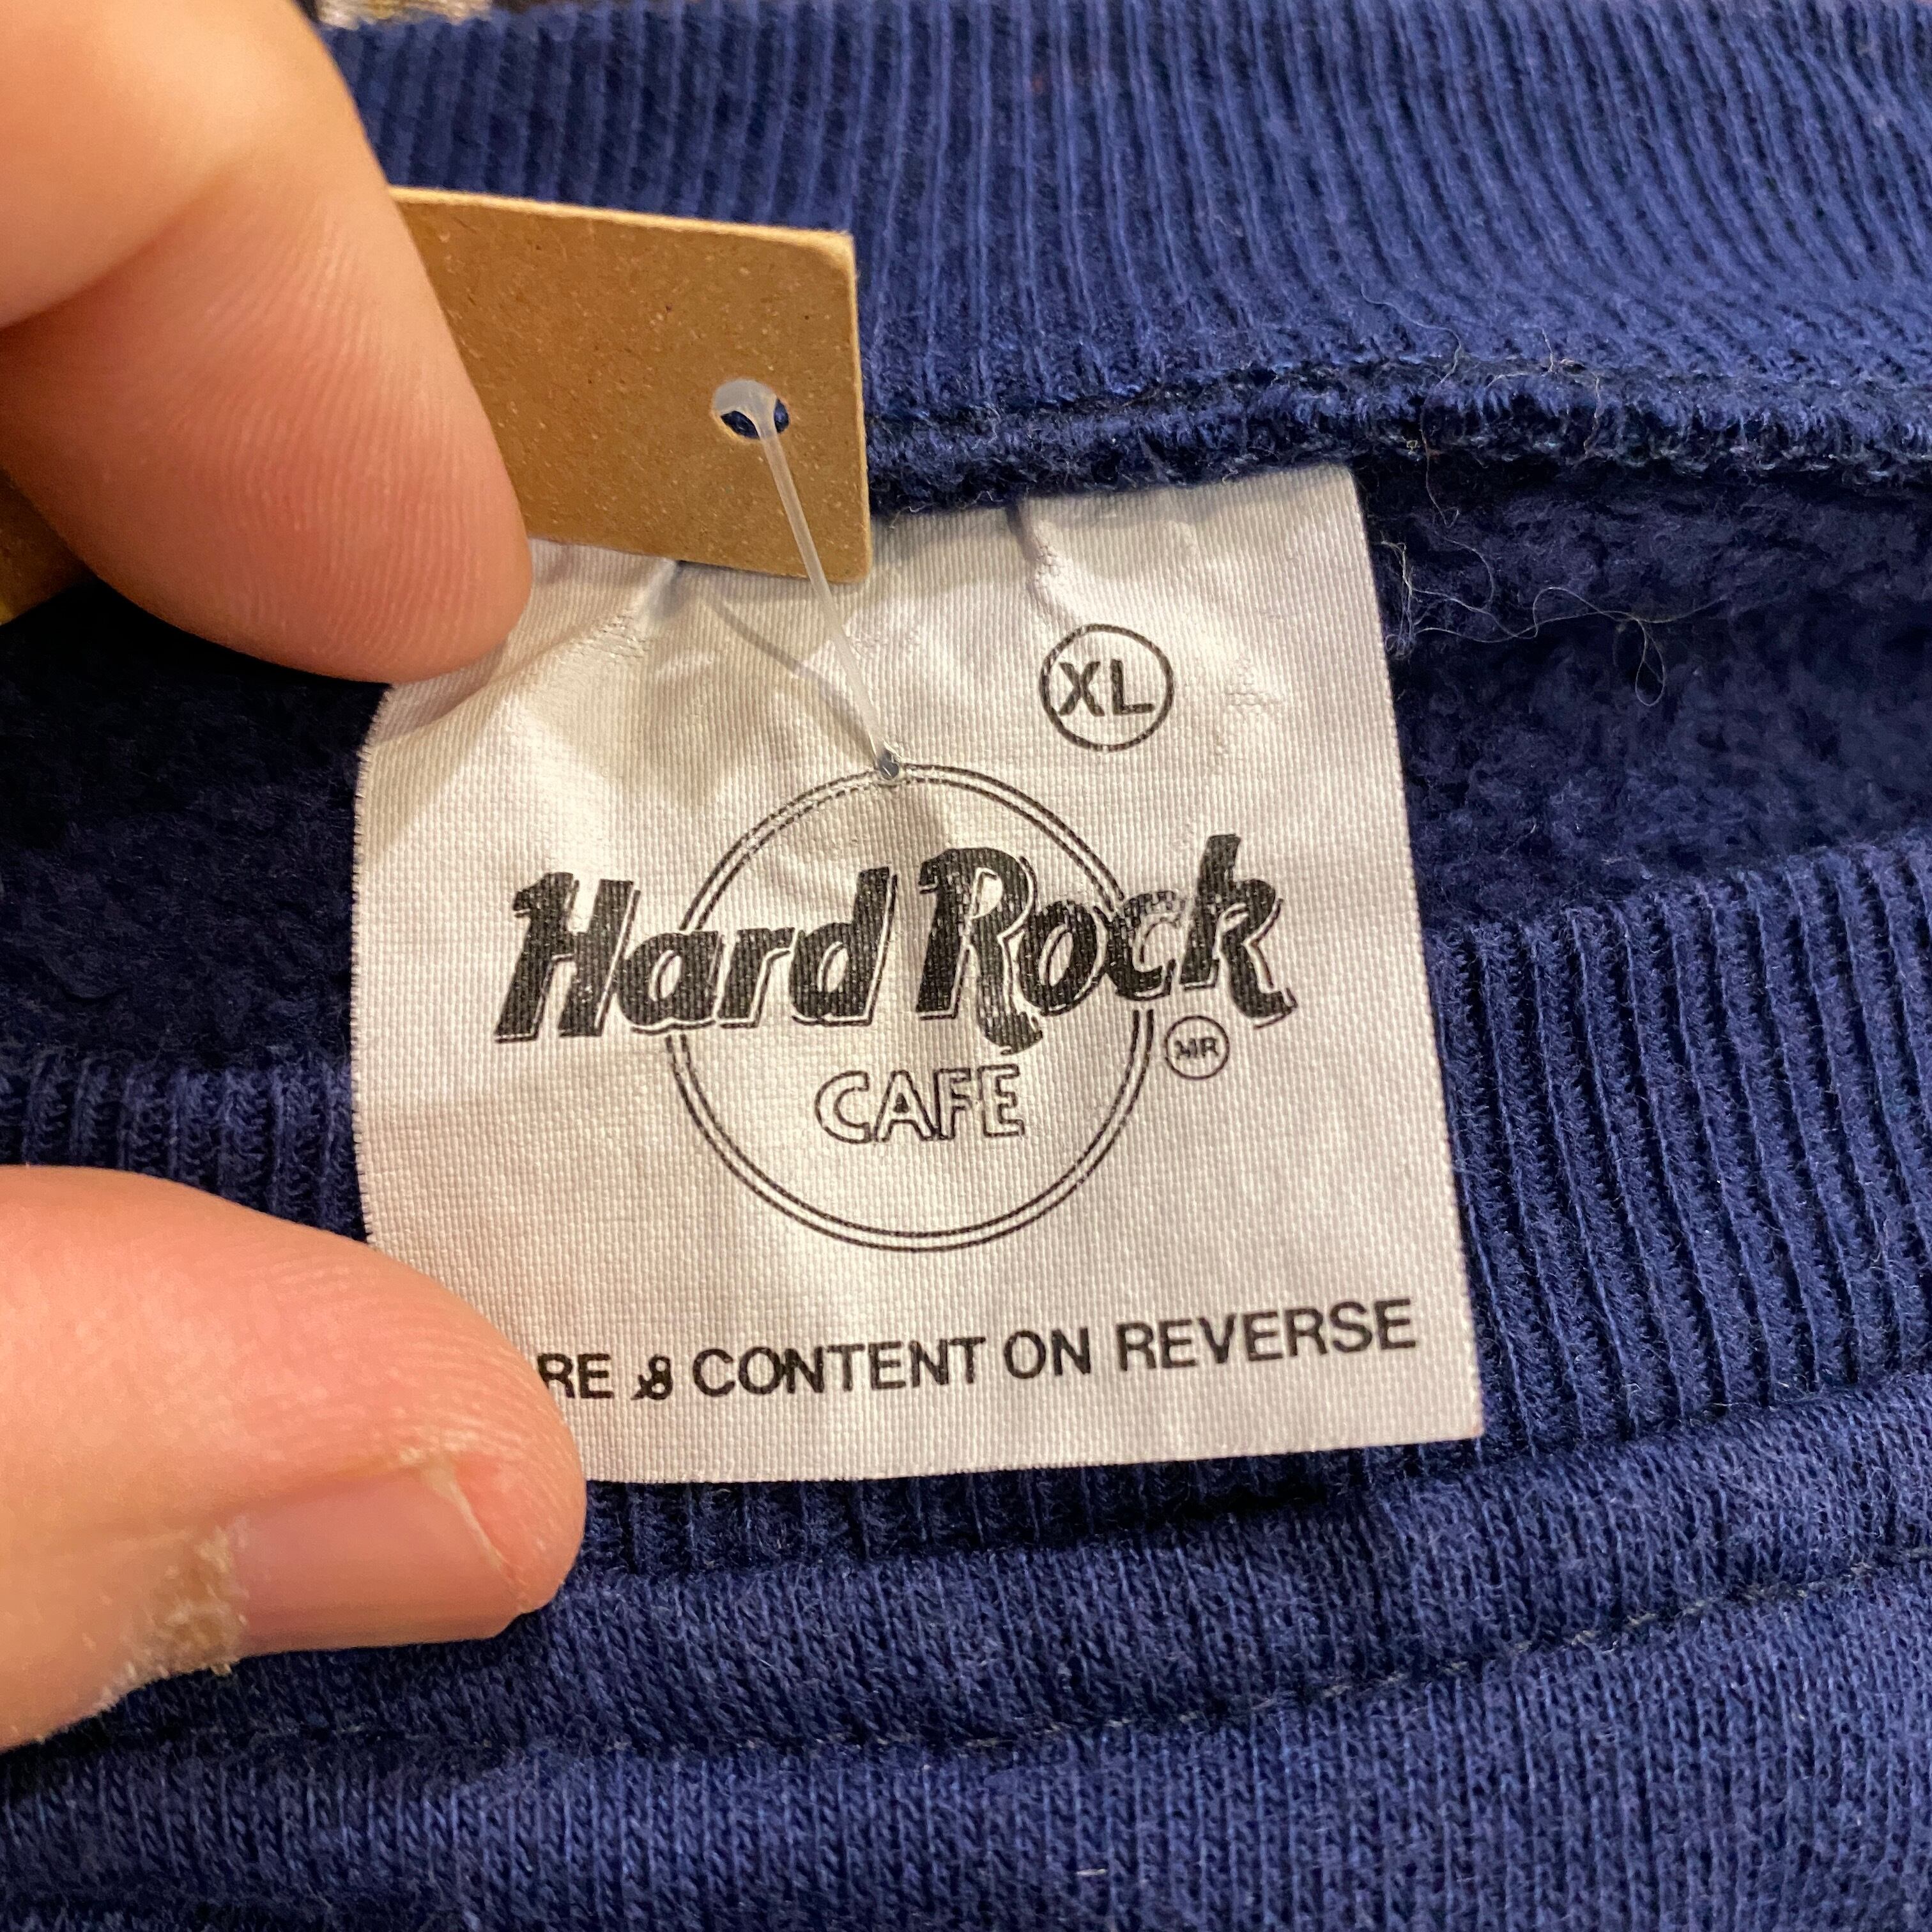 XL
Hard Rock
MR
CAFE
RE & CONTENT ON REVERSE